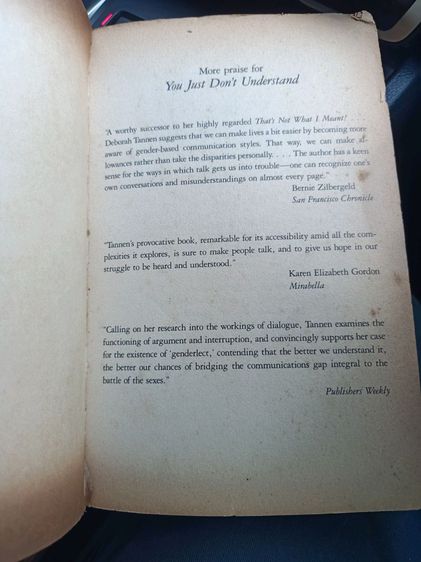 More praise for
You Just Don't Understand
"A worthy successor to her highly regarded That's Not What I Meant! . . .
Deborah Tannen suggests that we can make lives a bit easier by becoming more
aware of gender-based communication styles. That way, we can make al-
lowances rather than take the disparities personally. . . . The author has a keen
sense for the ways in which talk gets us into trouble—one can recognize one's
own conversations and misunderstandings on almost every page."
Bernie Zilbergeld
San Francisco Chronicle
"Tannen's provocative book, remarkable for its accessibility amid all the com-
plexities it explores, is sure to make people talk, and to give us hope in our
struggle to be heard and understood."
Karen Elizabeth Gordon
Mirabella
"Calling on her research into the workings of dialogue, Tannen examines the
functioning of argument and interruption, and convincingly supports her case
for the existence of 'genderlect,' contending that the better we understand it,
the better our chances of bridging the communications gap integral to the
battle of the sexes."
Publishers Weekly